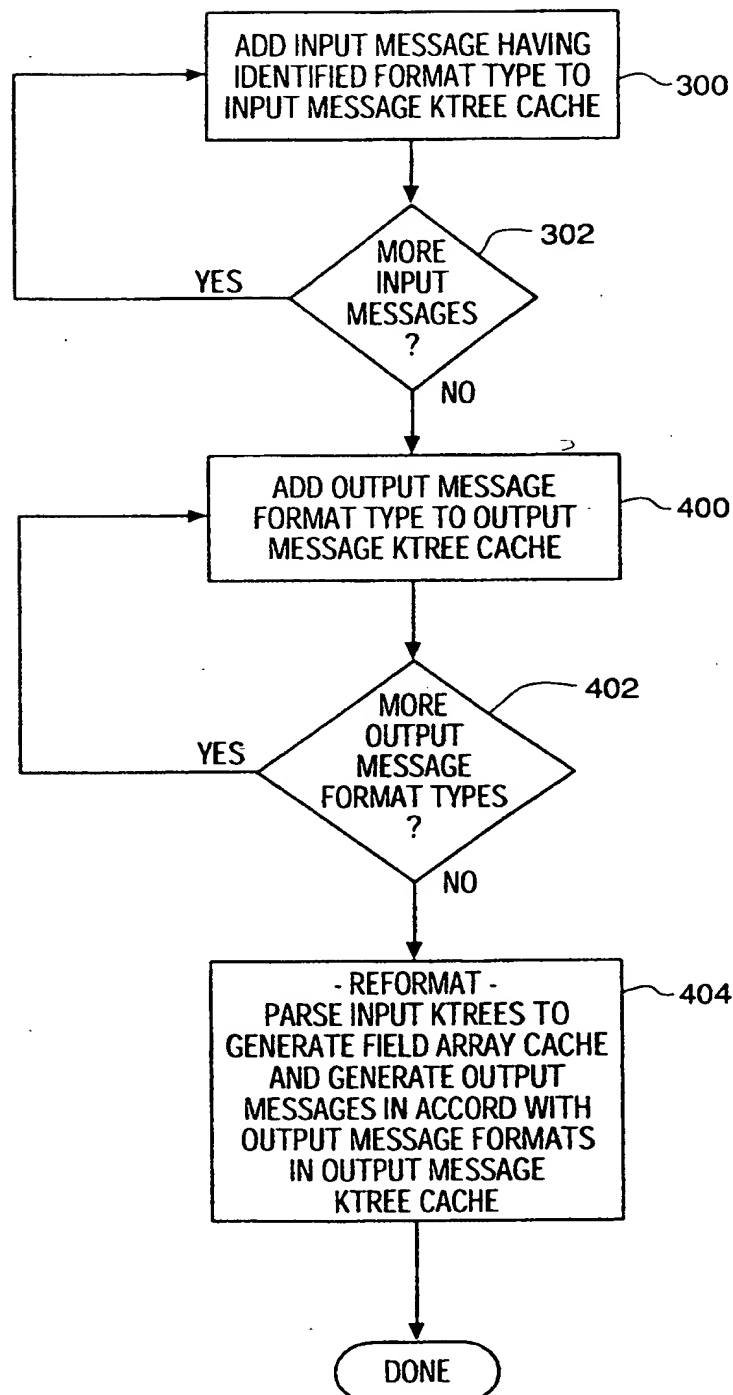 ADD INPUT MESSAGE HAVING
IDENTIFIED FORMAT TYPE TO
INPUT MESSAGE KTREE CACHE
300
302
MORE
INPUT
MESSAGES
?
YES
NO
ADD OUTPUT MESSAGE
FORMAT TYPE TO OUTPUT
MESSAGE KTREE CACHE
400
402
MORE
OUTPUT
MESSAGE
FORMAT TYPES
?
YES
NO
- REFORMAT -
PARSE INPUT KTREES TO
GENERATE FIELD ARRAY CACHE
AND GENERATE OUTPUT
MESSAGES IN ACCORD WITH
OUTPUT MESSAGE FORMATS
IN OUTPUT MESSAGE
KTREE CACHE
404
DONE